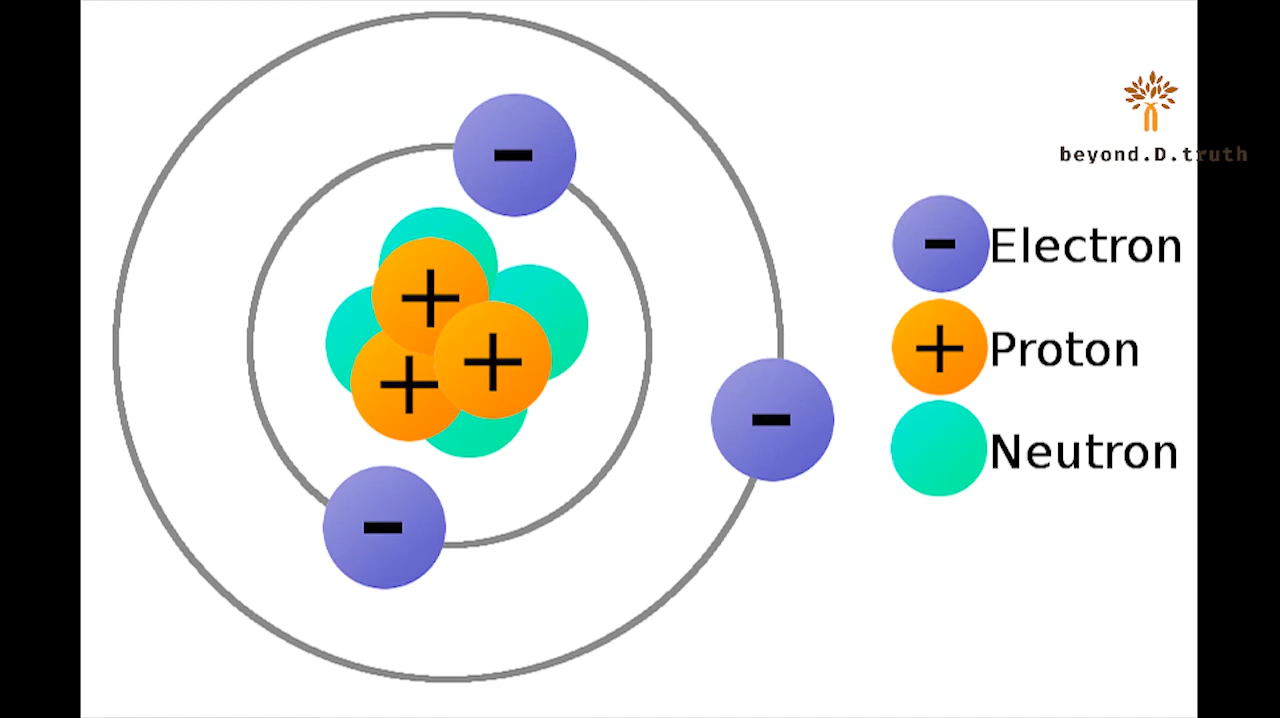 beyond.D.truth
− Electron
+ Proton
Neutron
−
+
+
+
−
−